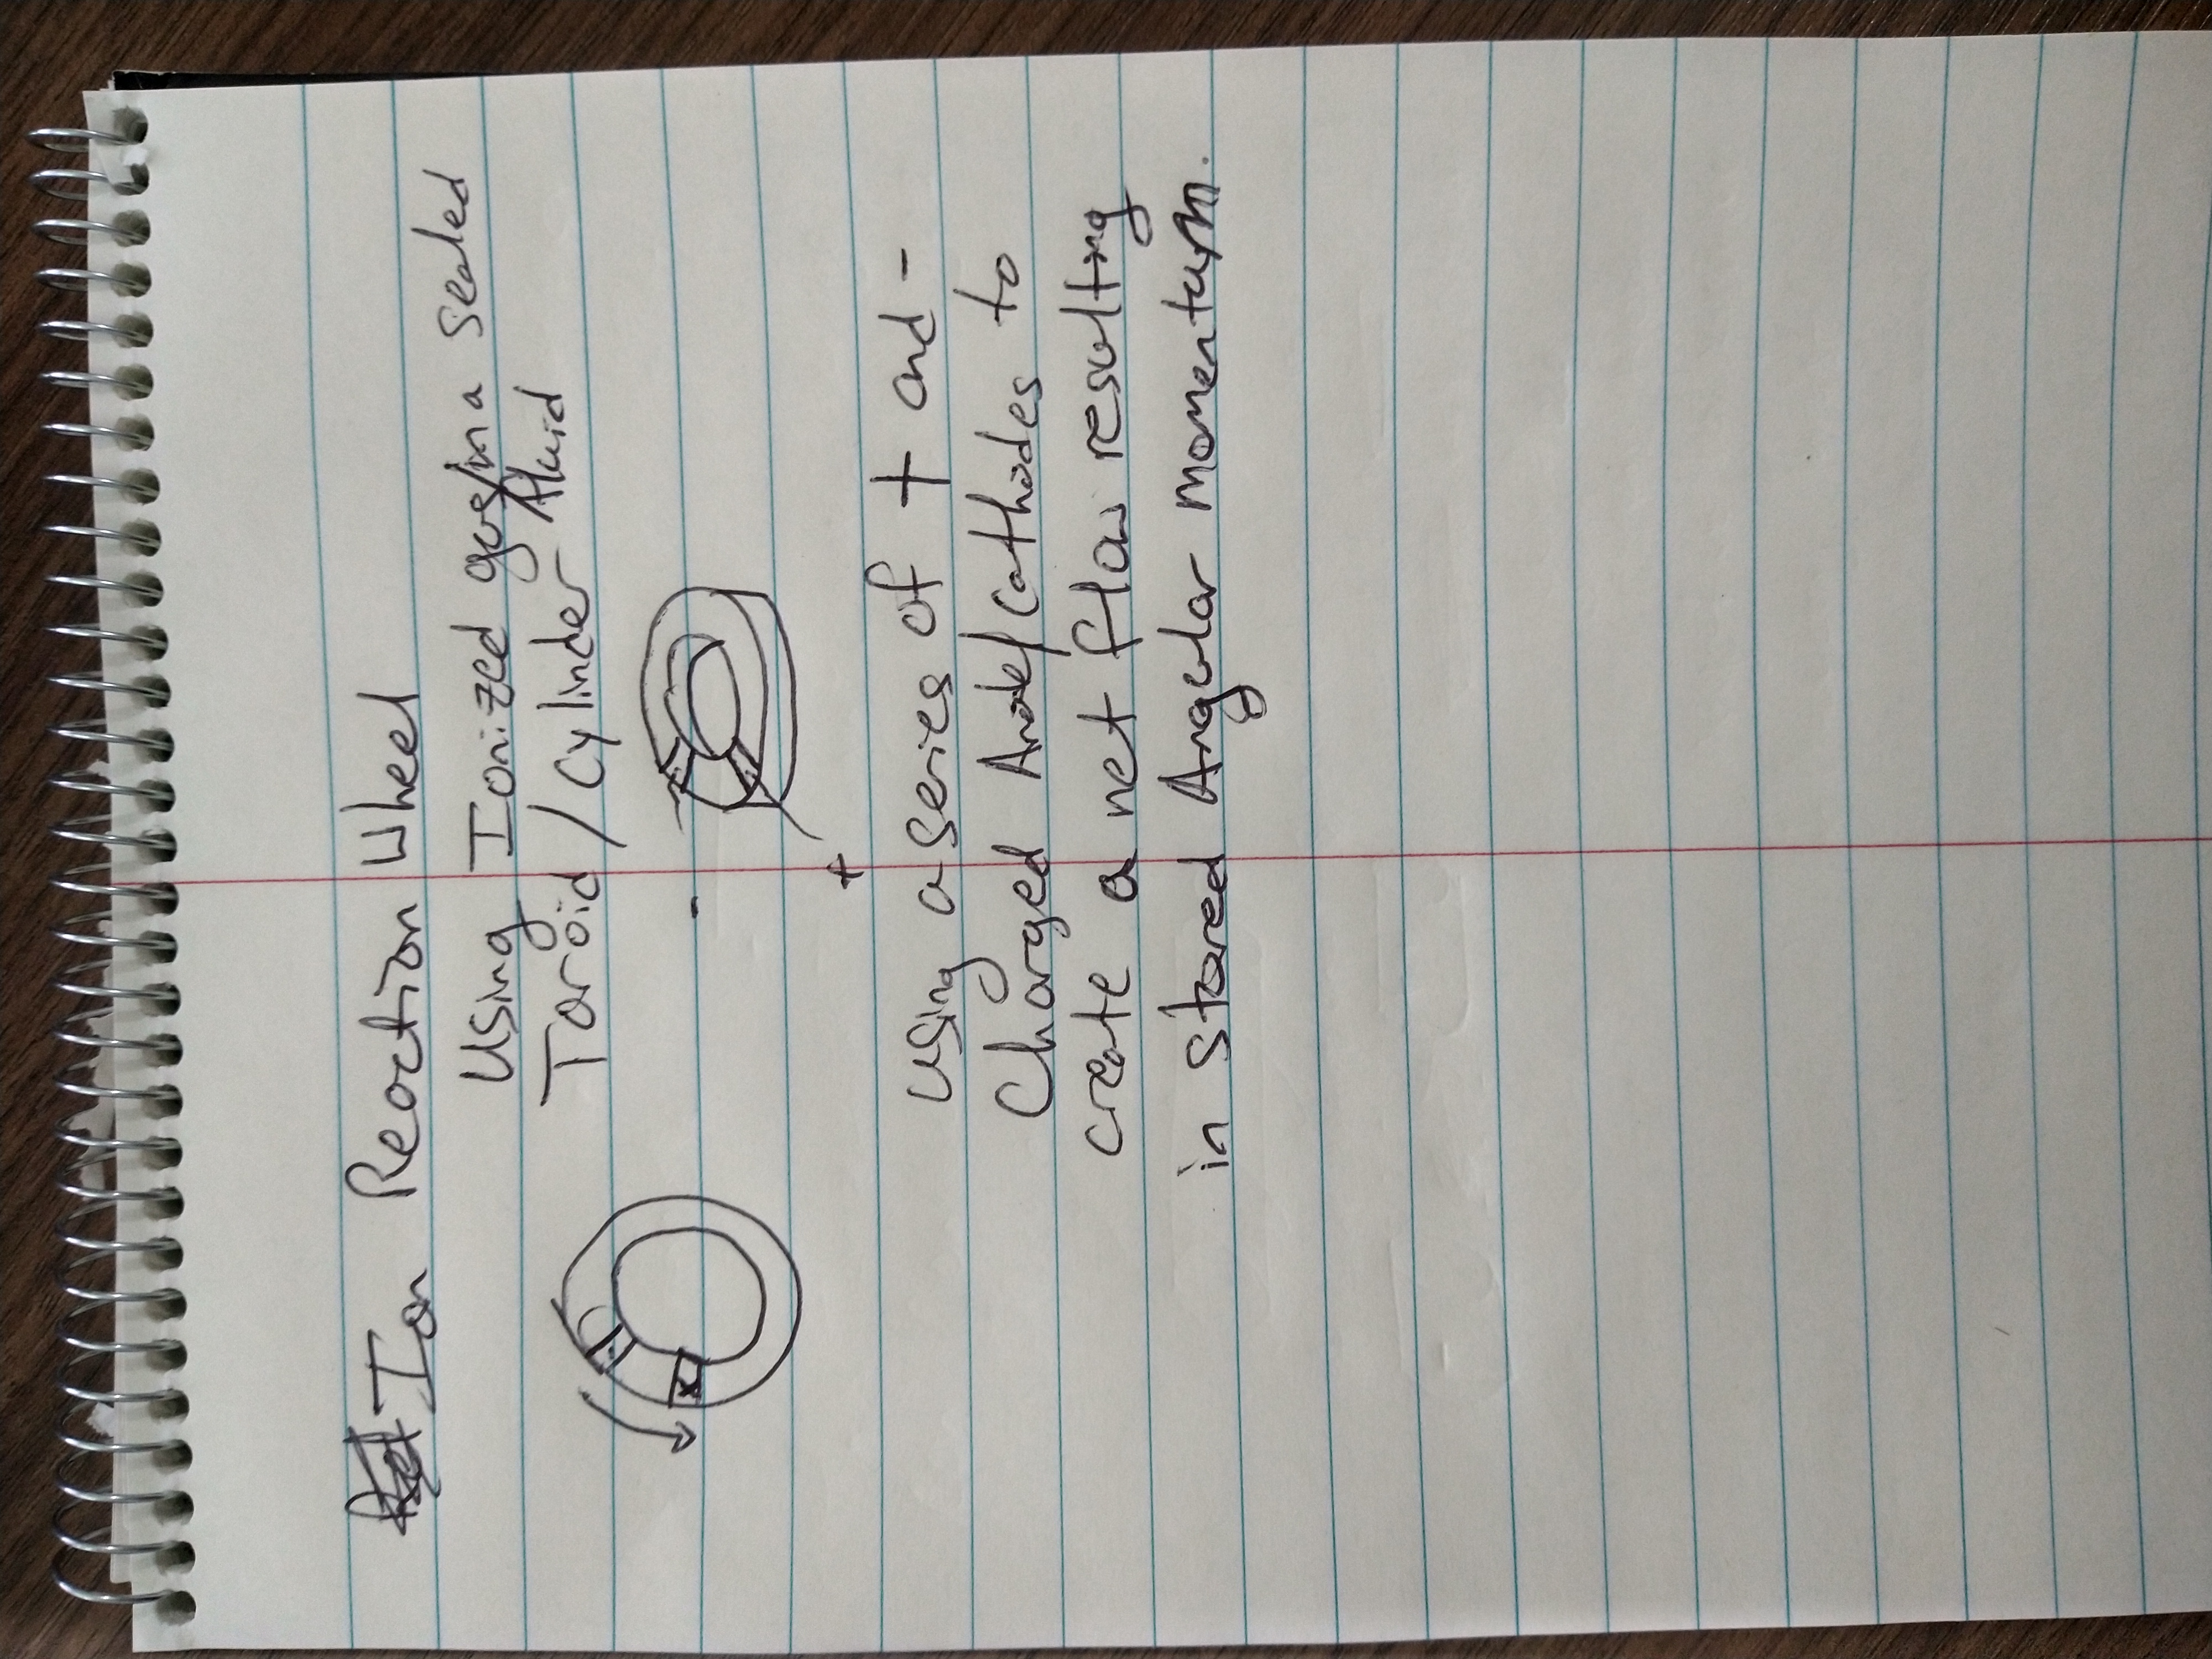 Ion Reaction Wheel
Using Ionized gas/in a Sealed
Toroid / Cylinder fluid
-
+
using a series of + and -
Charged Anode/Cathodes to
create a net flow resulting
in stored Angular momentum.